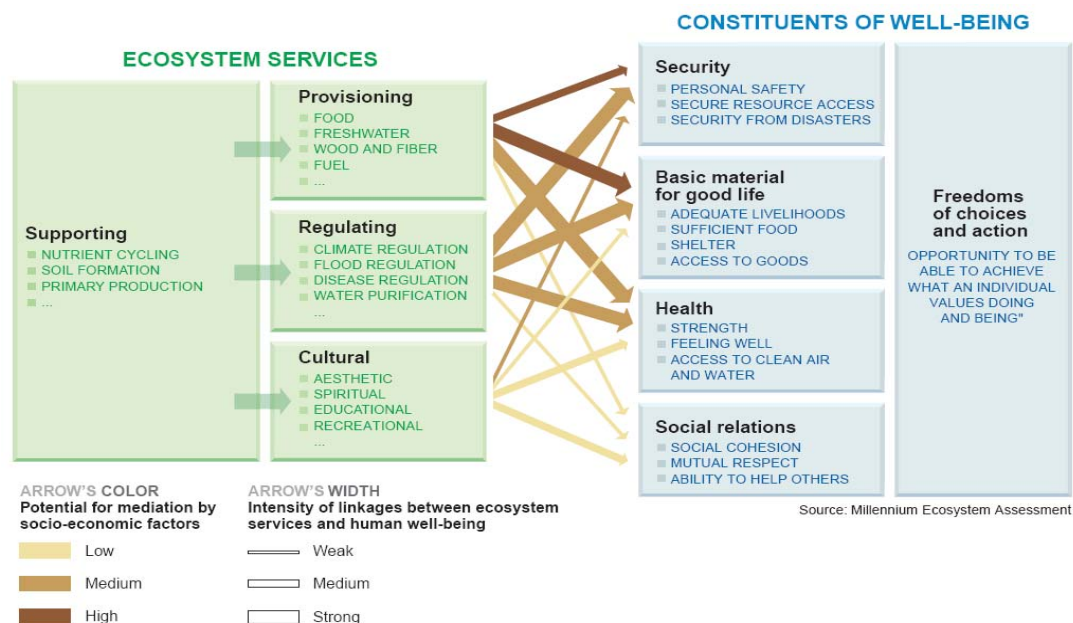 ECOSYSTEM SERVICES
Supporting
NUTRIENT CYCLING
SOIL FORMATION
PRIMARY PRODUCTION
...
Provisioning
FOOD
FRESHWATER
WOOD AND FIBER
FUEL
...
Regulating
CLIMATE REGULATION
FLOOD REGULATION
DISEASE REGULATION
WATER PURIFICATION
...
Cultural
AESTHETIC
SPIRITUAL
EDUCATIONAL
RECREATIONAL
...
CONSTITUENTS OF WELL-BEING
Security
PERSONAL SAFETY
SECURE RESOURCE ACCESS
SECURITY FROM DISASTERS
Basic material
for good life
ADEQUATE LIVELIHOODS
SUFFICIENT FOOD
SHELTER
ACCESS TO GOODS
Health
STRENGTH
FEELING WELL
ACCESS TO CLEAN AIR
AND WATER
Social relations
SOCIAL COHESION
MUTUAL RESPECT
ABILITY TO HELP OTHERS
Freedoms
of choices
and action
OPPORTUNITY TO BE
ABLE TO ACHIEVE
WHAT AN INDIVIDUAL
VALUES DOING
AND BEING"
Source: Millennium Ecosystem Assessment
ARROW'S COLOR
Potential for mediation by
socio-economic factors
Low
Medium
High
ARROW'S WIDTH
Intensity of linkages between ecosystem
services and human well-being
Weak
Medium
Strong